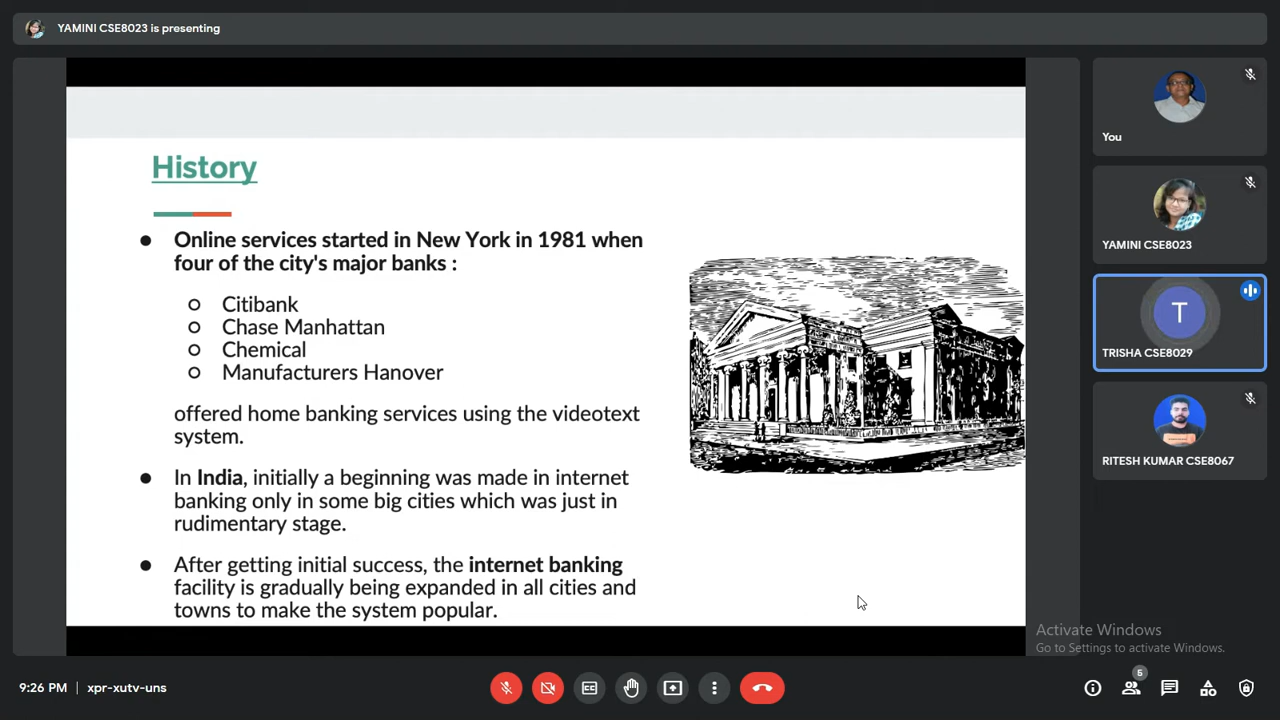 YAMINI CSE8023 is presenting
History
● Online services started in New York in 1981 when
four of the city's major banks :
○ Citibank
○ Chase Manhattan
○ Chemical
○ Manufacturers Hanover
offered home banking services using the videotext
system.
● In India, initially a beginning was made in internet
banking only in some big cities which was just in
rudimentary stage.
● After getting initial success, the internet banking
facility is gradually being expanded in all cities and
towns to make the system popular.
You
YAMINI CSE8023
T
TRISHA CSE8029
RITESH KUMAR CSE8067
Activate Windows
Go to Settings to activate Windows.
9:26 PM | xpr-xutv-uns
CC
5